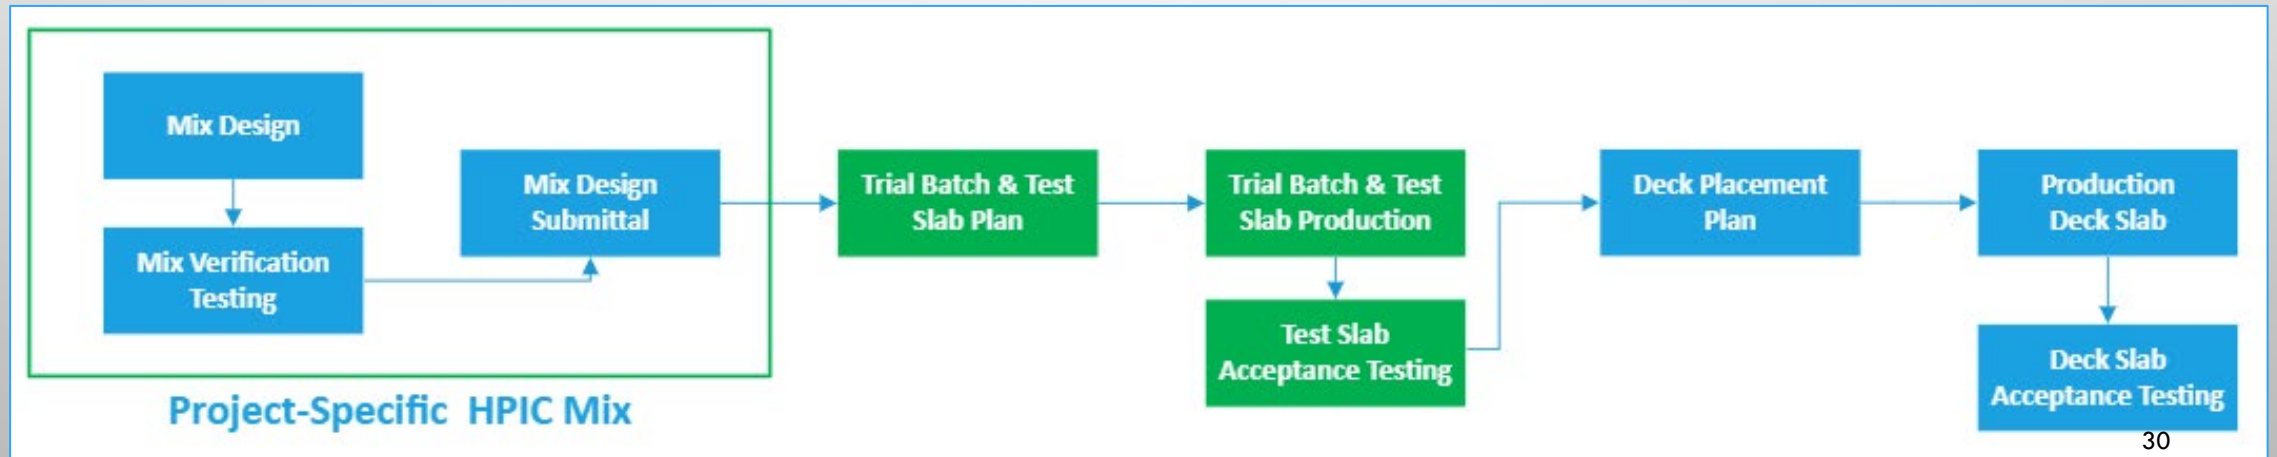 Mix Design
Mix Verification
Testing
Mix Design
Submittal
Project-Specific HPIC Mix
Trial Batch & Test
Slab Plan
Trial Batch & Test
Slab Production
Test Slab
Acceptance Testing
Deck Placement
Plan
Production
Deck Slab
Deck Slab
Acceptance Testing
30